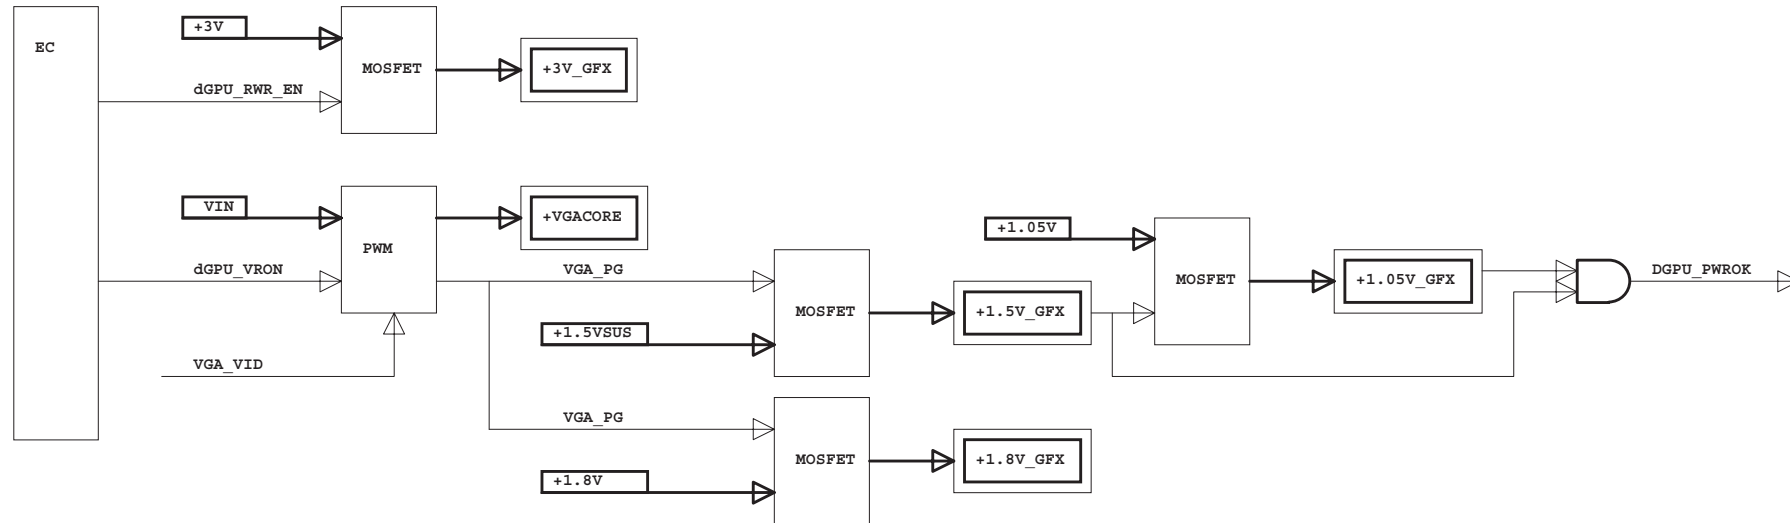 +3V
EC
MOSFET
+3V_GFX
dGPU_RWR_EN
VIN
+VGACORE
+1.05V
PWM
dGPU_VRON
VGA_PG
MOSFET
+1.05V_GFX
DGPU_PWROK
MOSFET
+1.5V_GFX
+1.5VSUS
VGA_VID
VGA_PG
MOSFET
+1.8V_GFX
+1.8V